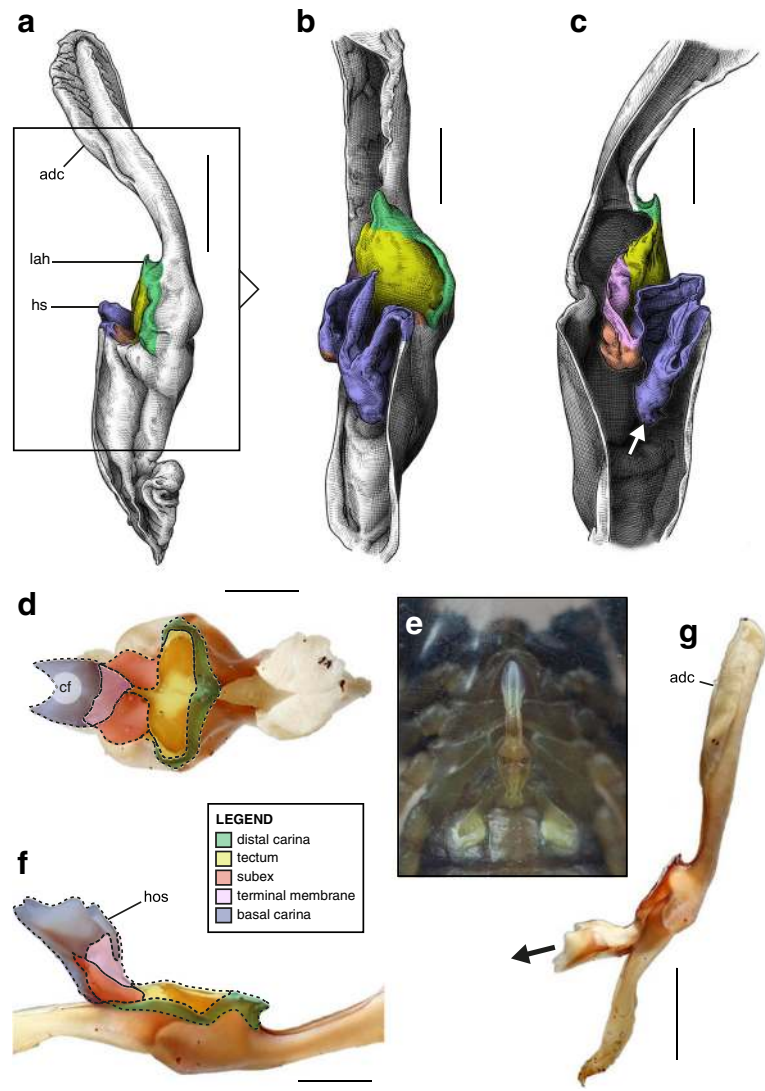 a
b
c
adc
lah
hs
d
cf
e
g
adc
LEGEND
distal carina
tectum
subex
terminal membrane
basal carina
f
hos